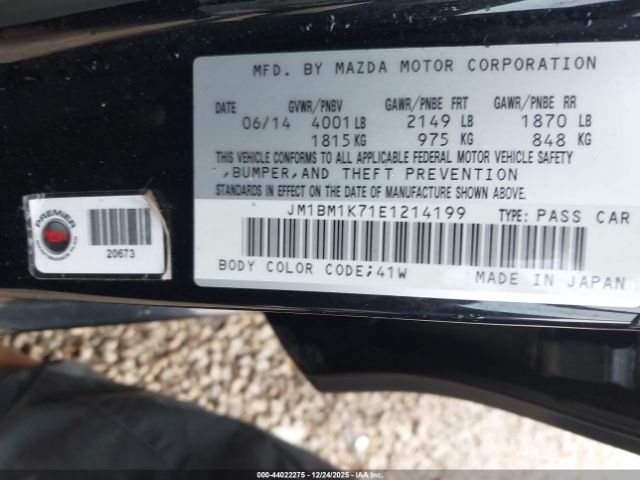 MFD. BY MAZDA MOTOR CORPORATION
DATE GVWR/PNBV GAWR/PNBE FRT GAWR/PNBE RR
06/14 4001 LB 2149 LB 1870 LB
1815 KG 975 KG 848 KG
THIS VEHICLE CONFORMS TO ALL APPLICABLE FEDERAL MOTOR VEHICLE SAFETY
,BUMPER,AND THEFT PREVENTION
STANDARDS IN EFFECT ON THE DATE OF MANUFACTURE SHOWN ABOVE.
JM1BM1K71E1214199 TYPE: PASS CAR
BODY COLOR CODE;41W MADE IN JAPAN
PREMIER
20673
000-44022275 - 12/24/2025 - IAAI.COM